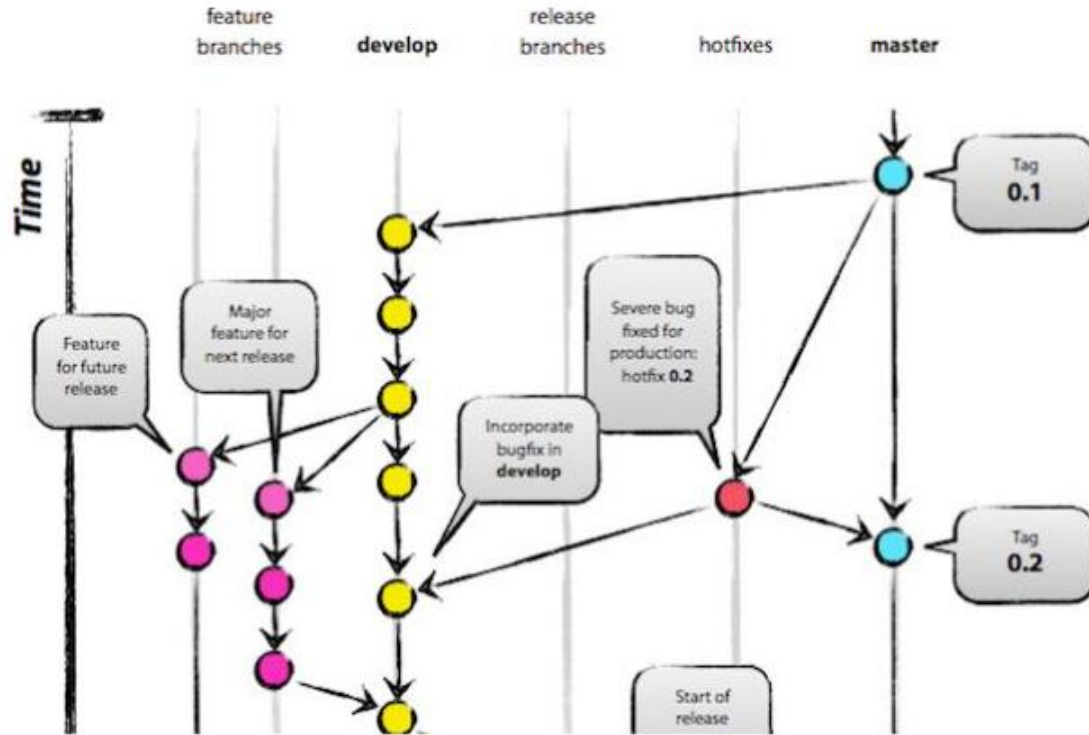 feature
branches
develop
release
branches
hotfixes
master
Time
Tag
0.1
Major
feature for
next release
Severe bug
fixed for
production:
hotfix 0.2
Feature
for future
release
Incorporate
bugfix in
develop
Tag
0.2
Start of
release